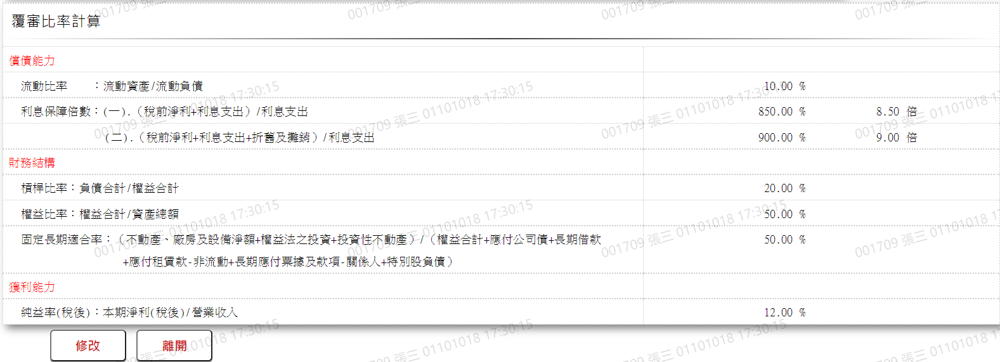 覆審比率計算
償債能力
流動比率 ：流動資產/流動負債 10.00 %
利息保障倍數：(一).（稅前淨利+利息支出）/利息支出 850.00 % 8.50 倍
(二).（稅前淨利+利息支出+折舊及攤銷）/利息支出 900.00 % 9.00 倍
財務結構
槓桿比率：負債合計/權益合計 20.00 %
權益比率：權益合計/資產總額 50.00 %
固定長期適合率：（不動產、廠房及設備淨額+權益法之投資+投資性不動產）/（權益合計+應付公司債+長期借款 50.00 %
+應付租賃款-非流動+長期應付票據及款項-關係人+特別股負債）
獲利能力
純益率(稅後)：本期淨利(稅後)/營業收入 12.00 %
修改 離開
001709 張三 01101018 17:30:15